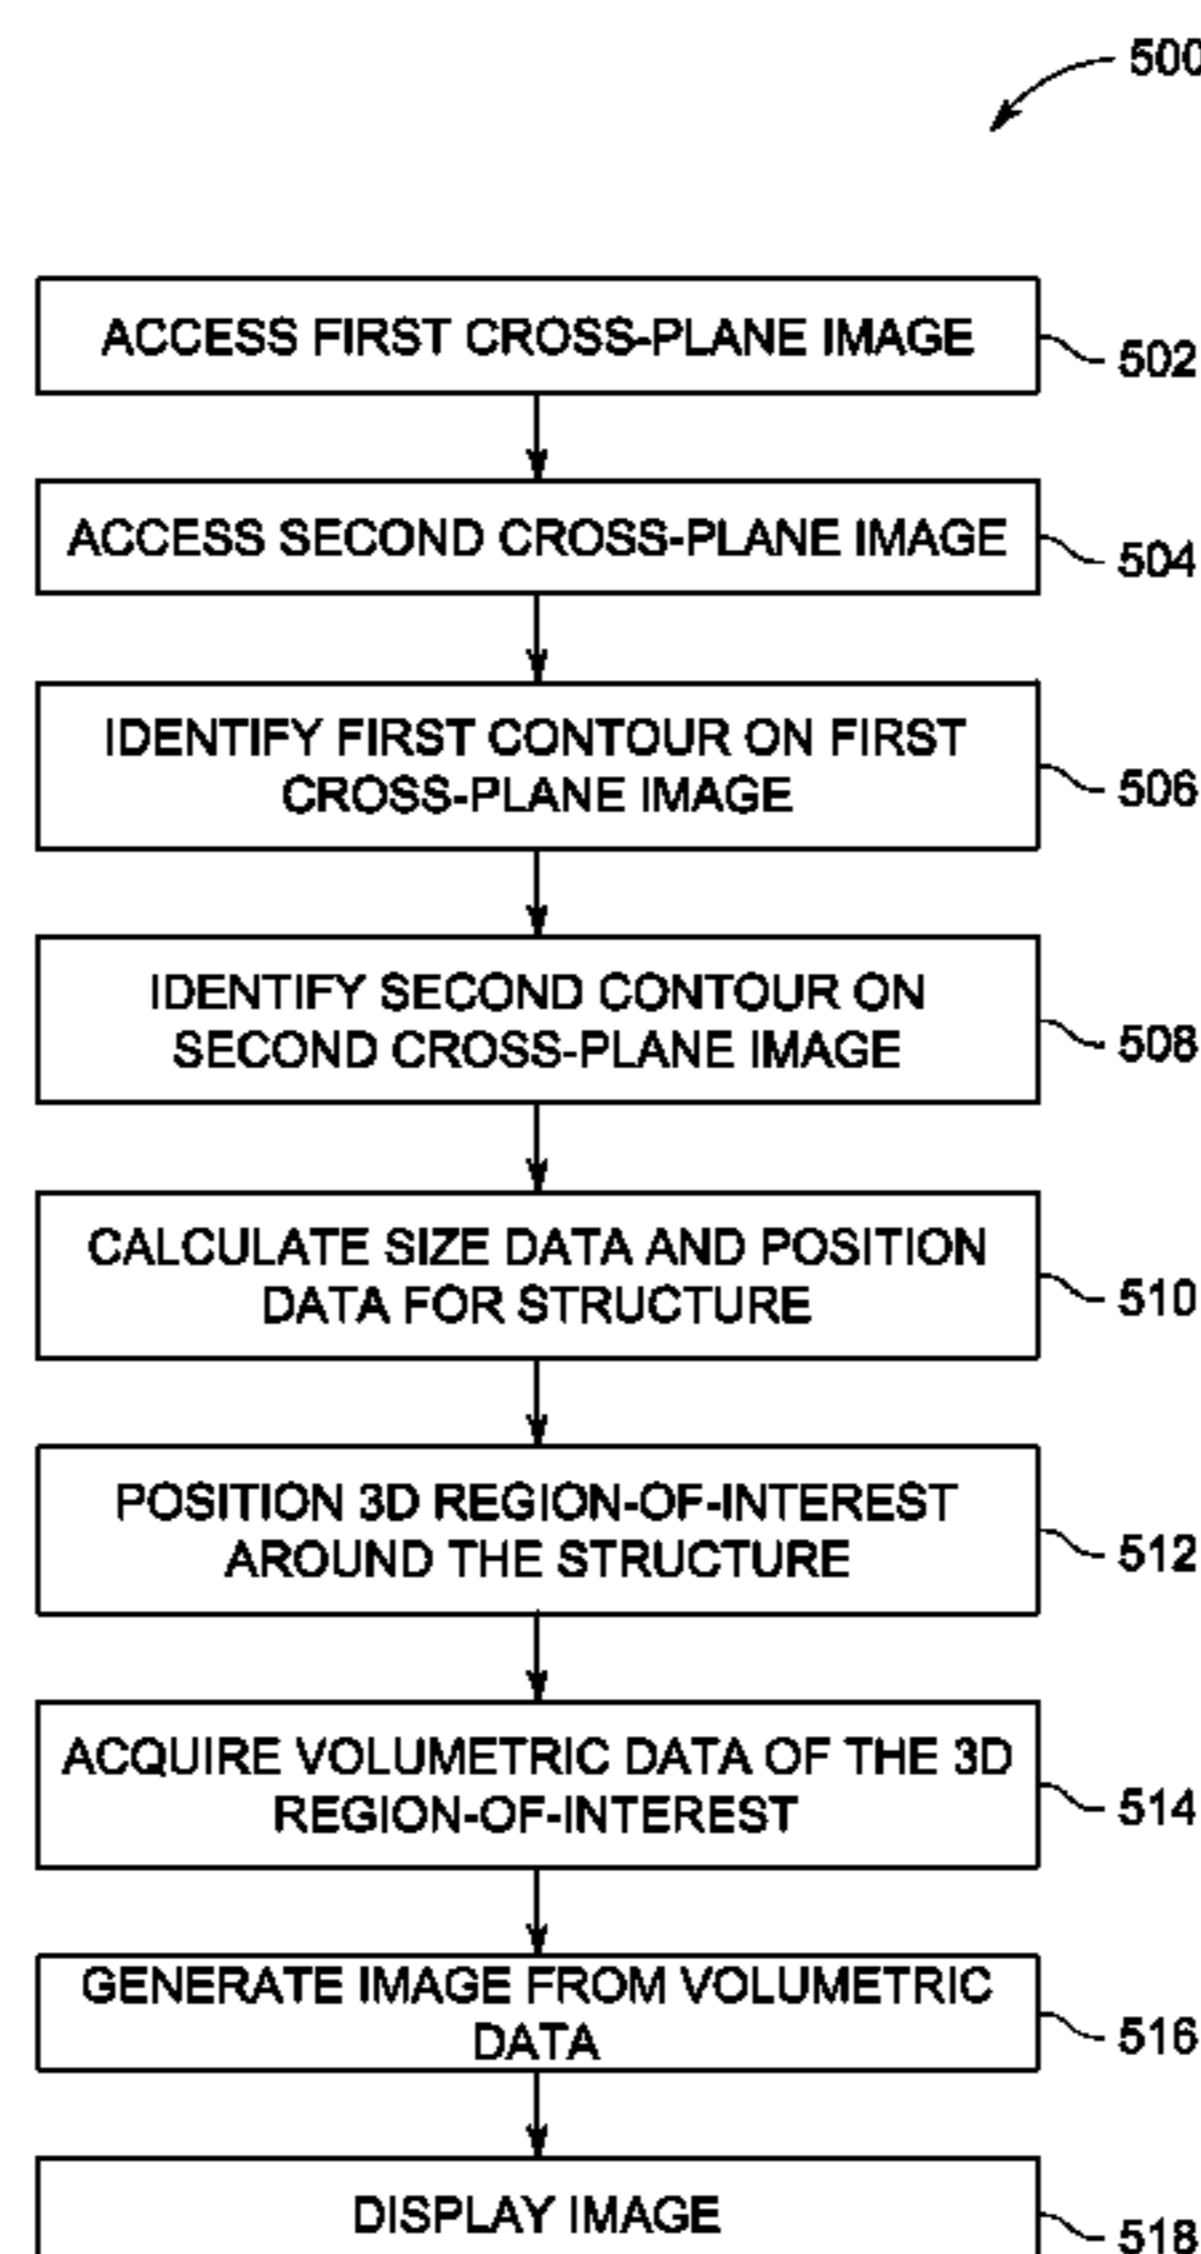 500
ACCESS FIRST CROSS-PLANE IMAGE
502
ACCESS SECOND CROSS-PLANE IMAGE
504
IDENTIFY FIRST CONTOUR ON FIRST
CROSS-PLANE IMAGE
506
IDENTIFY SECOND CONTOUR ON
SECOND CROSS-PLANE IMAGE
508
CALCULATE SIZE DATA AND POSITION
DATA FOR STRUCTURE
510
POSITION 3D REGION-OF-INTEREST
AROUND THE STRUCTURE
512
ACQUIRE VOLUMETRIC DATA OF THE 3D
REGION-OF-INTEREST
514
GENERATE IMAGE FROM VOLUMETRIC
DATA
516
DISPLAY IMAGE
518